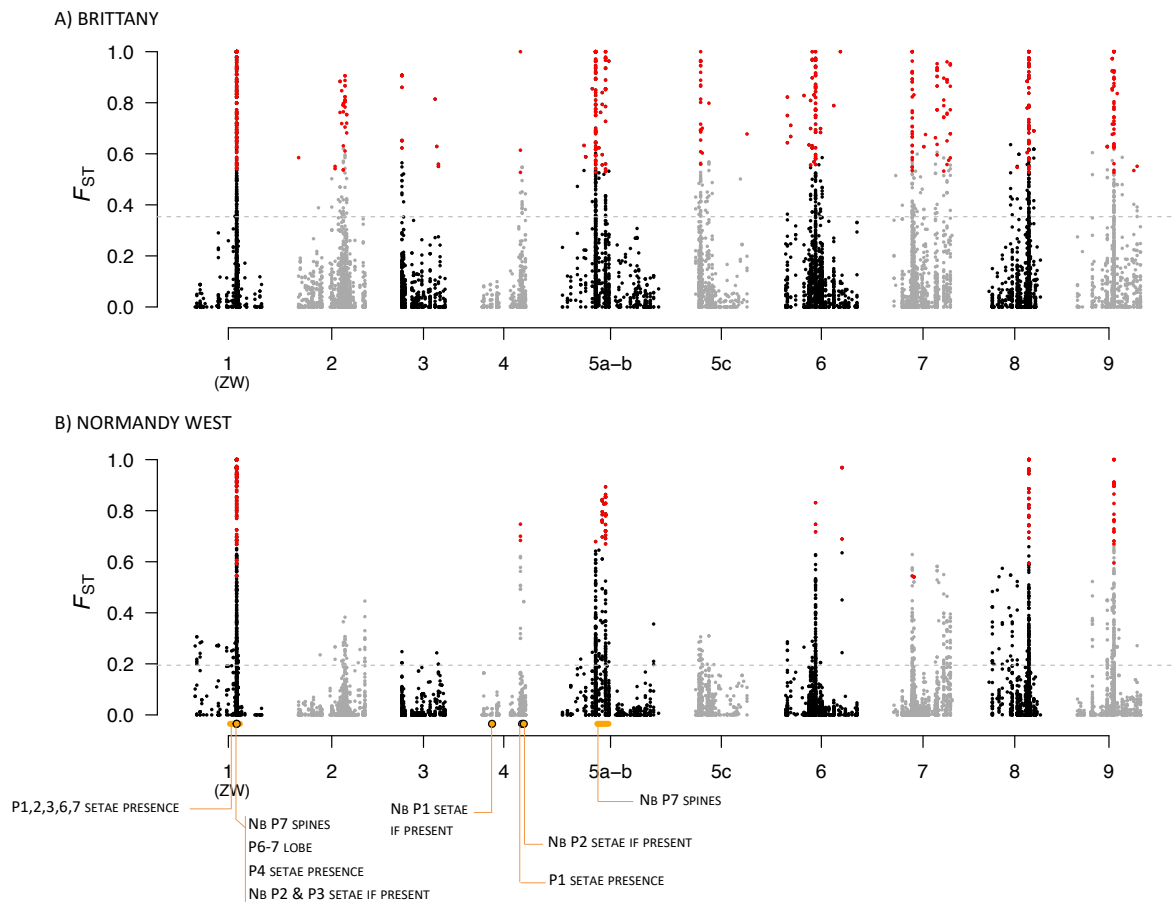 A) BRITTANY
1.0
0.8
0.6
0.4
0.2
0.0
FST
1 2 3 4 5a–b 5c 6 7 8 9
(ZW)
B) NORMANDY WEST
1.0
0.8
0.6
0.4
0.2
0.0
FST
1 2 3 4 5a–b 5c 6 7 8 9
(ZW)
P1,2,3,6,7 SETAE PRESENCE
NB P7 SPINES
P6-7 LOBE
P4 SETAE PRESENCE
NB P2 & P3 SETAE IF PRESENT
NB P1 SETAE
IF PRESENT
NB P7 SPINES
NB P2 SETAE IF PRESENT
P1 SETAE PRESENCE